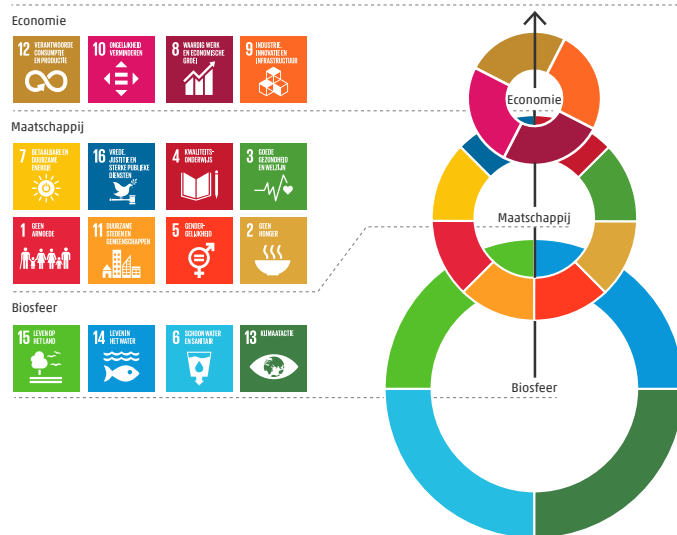 Economie
12 VERANTWOORDE
CONSUMPTIE
EN PRODUCTIE
10 ONGELIJKHEID
VERMINDEREN
8 WAARDIG WERK
EN ECONOMISCHE
GROEI
9 INDUSTRIE,
INNOVATIE EN
INFRASTRUCTUUR
Maatschappij
7 BETAALBARE EN
DUURZAME
ENERGIE
16 VREDE,
JUSTITIE EN
STERKE PUBLIEKE
DIENSTEN
4 KWALITEITS-
ONDERWIJS
3 GOEDE
GEZONDHEID
EN WELZIJN
1 GEEN
ARMOEDE
11 DUURZAME
STEDEN EN
GEMEENSCHAPPEN
5 GENDER-
GELIJKHEID
2 GEEN
HONGER
Biosfeer
15 LEVEN OP
HET LAND
14 LEVEN IN
HET WATER
6 SCHOON WATER
EN SANITAIR
13 KLIMAATACTIE
Economie
Maatschappij
Biosfeer